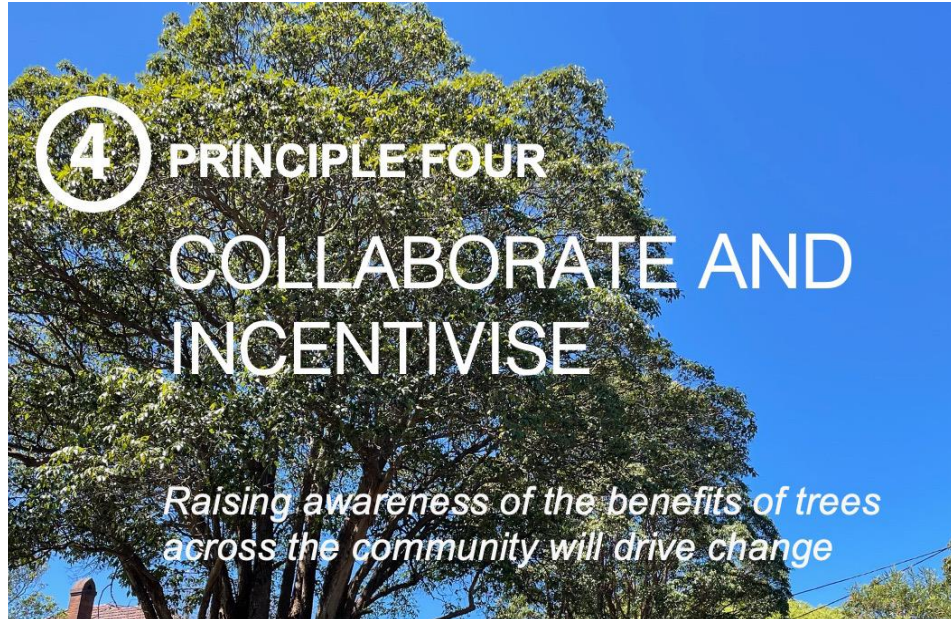 4 PRINCIPLE FOUR
COLLABORATE AND
INCENTIVISE
Raising awareness of the benefits of trees
across the community will drive change